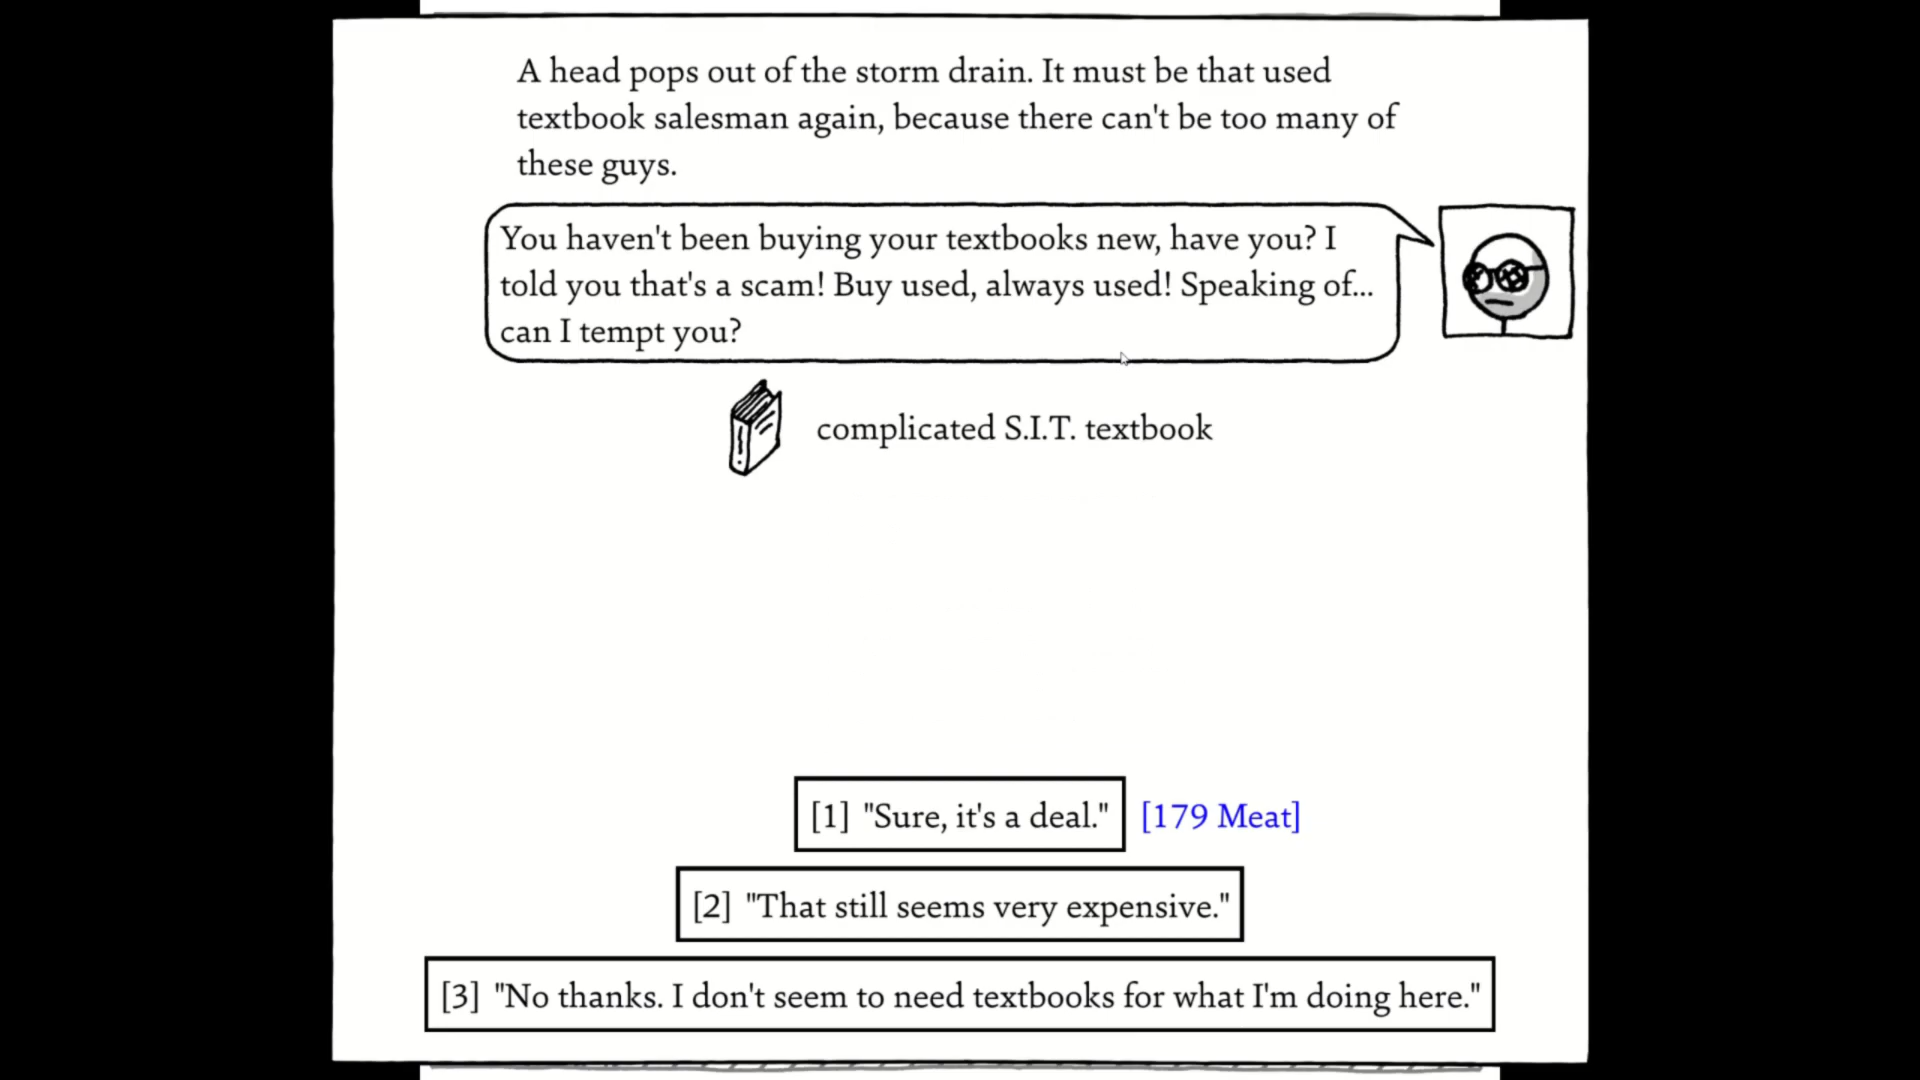 A head pops out of the storm drain. It must be that used
textbook salesman again, because there can't be too many of
these guys.
You haven't been buying your textbooks new, have you? I
told you that's a scam! Buy used, always used! Speaking of...
can I tempt you?
complicated S.I.T. textbook
[1] "Sure, it's a deal." [179 Meat]
[2] "That still seems very expensive."
[3] "No thanks. I don't seem to need textbooks for what I'm doing here."